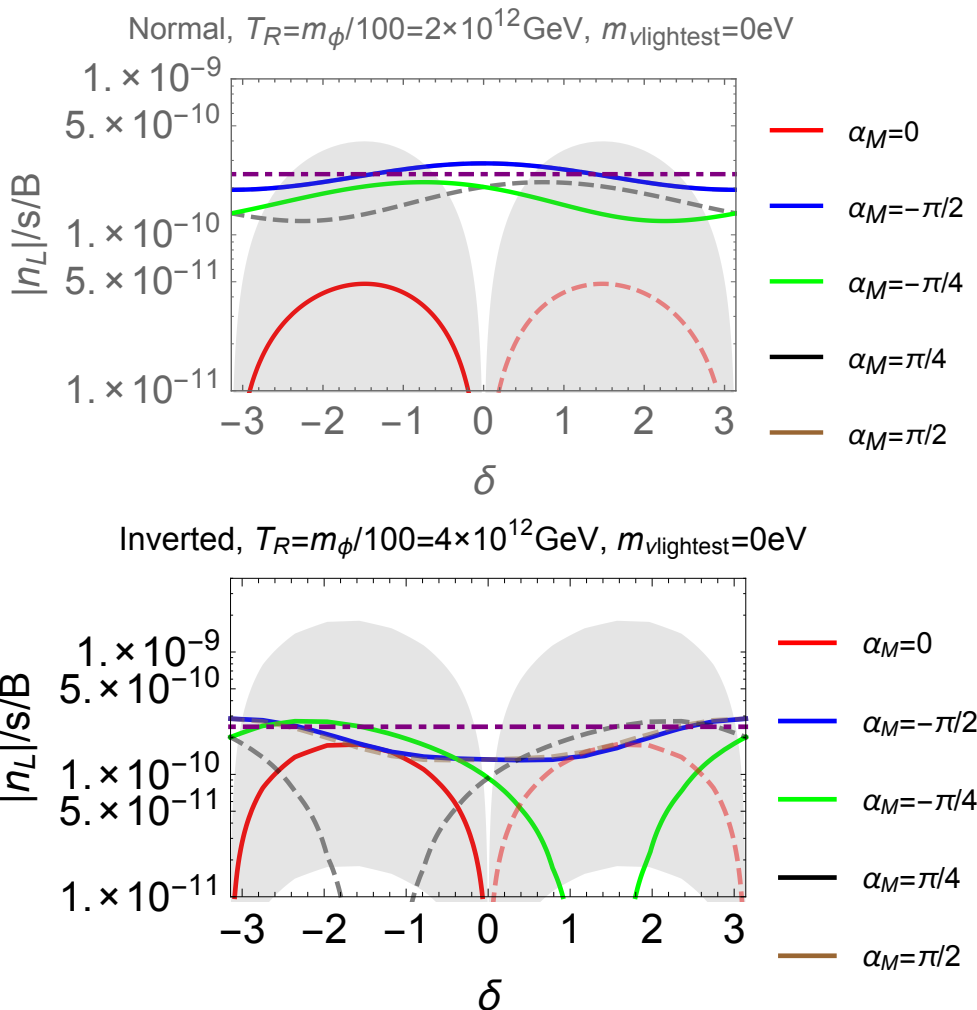 Normal, T_R=m_ϕ/100=2×10^12GeV, m_νlightest=0eV
1.×10^-9
5.×10^-10
1.×10^-10
5.×10^-11
1.×10^-11
|n_L|/s/B
-3 -2 -1 0 1 2 3
δ
α_M=0
α_M=-π/2
α_M=-π/4
α_M=π/4
α_M=π/2
Inverted, T_R=m_ϕ/100=4×10^12GeV, m_νlightest=0eV
1.×10^-9
5.×10^-10
1.×10^-10
5.×10^-11
1.×10^-11
|n_L|/s/B
-3 -2 -1 0 1 2 3
δ
α_M=0
α_M=-π/2
α_M=-π/4
α_M=π/4
α_M=π/2